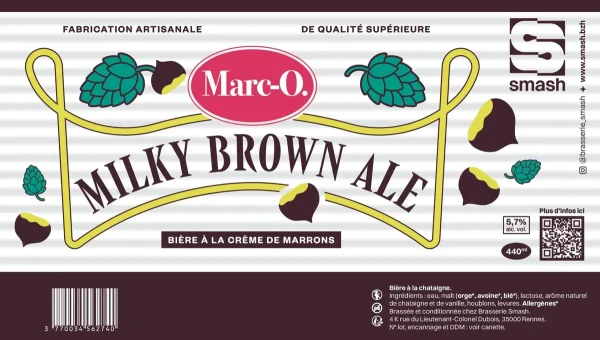 FABRICATION ARTISANALE
DE QUALITÉ SUPÉRIEURE
Marc-O.
MILKY BROWN ALE
BIÈRE À LA CRÈME DE MARRONS
smash
@brasserie_smash + www.smash.bzh
Plus d'infos ici
5,7%
alc. vol.
440ml
3 770034 562740
Bière à la chataigne.
Ingrédients : eau, malt (orge*, avoine*, blé*), lactose, arôme naturel
de chataigne et de vanille, houblons, levures. Allergènes*
Brassée et conditionnée chez Brasserie Smash.
4 K rue du Lieutenant-Colonel Dubois, 35000 Rennes.
N° lot, encannage et DDM : voir canette.